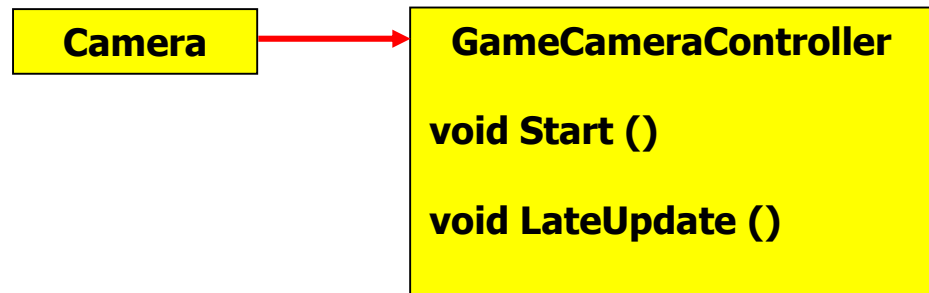 Camera
GameCameraController
void Start ()
void LateUpdate ()